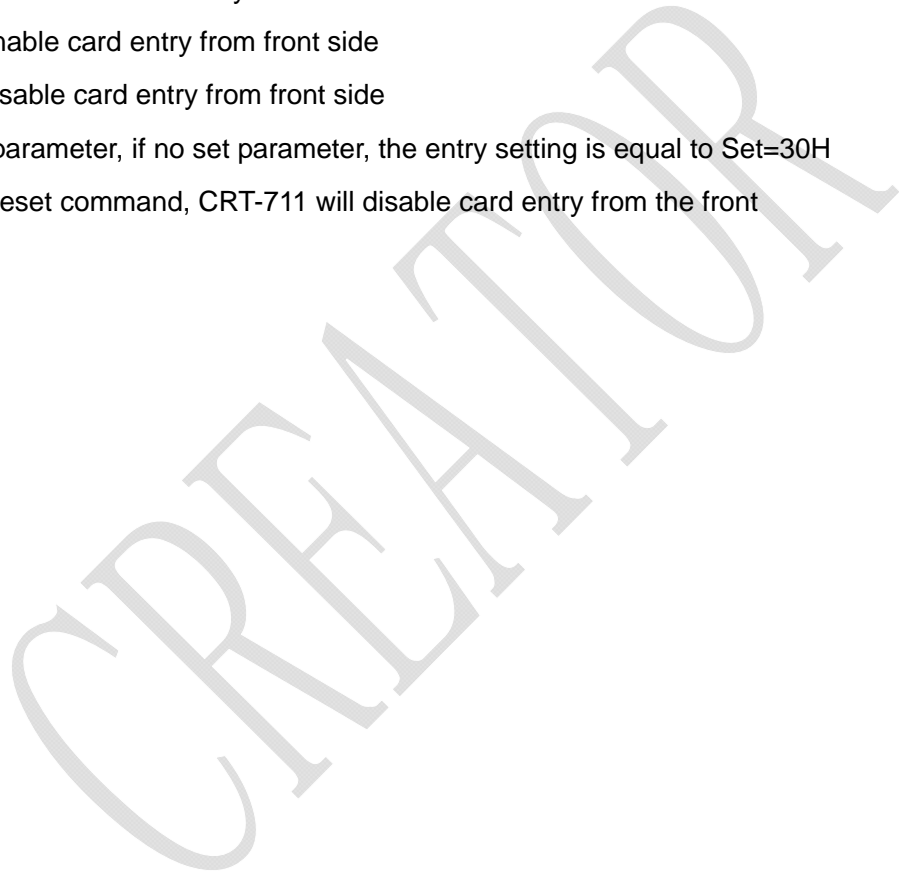 nable card entry from front side
sable card entry from front side
parameter, if no set parameter, the entry setting is equal to Set=30H
eset command, CRT-711 will disable card entry from the front
CREATOR